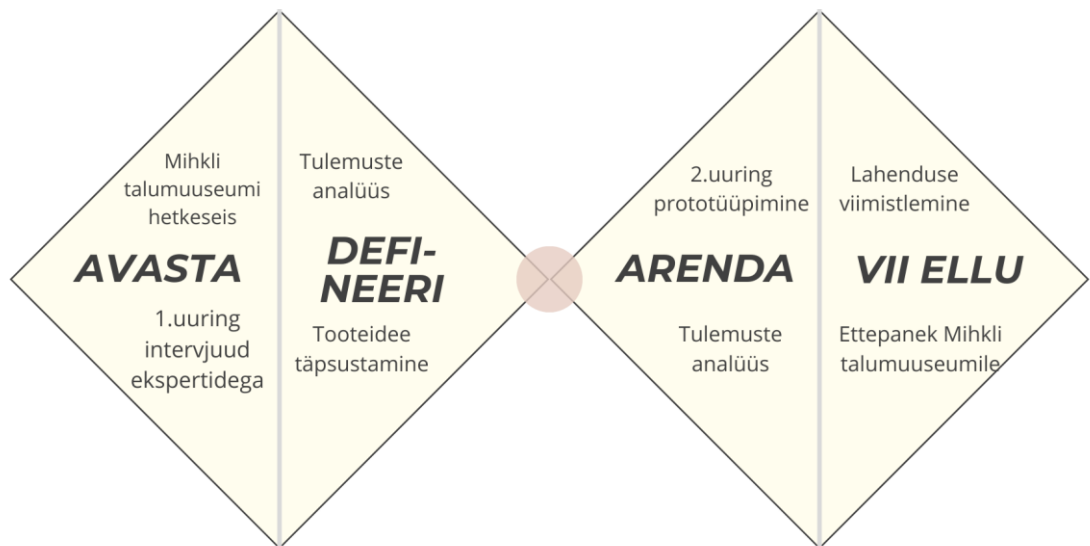 Mihkli
talumuuseumi
hetkeseis
AVASTA
1.uuring
intervjuud
ekspertidega
Tulemuste
analüüs
DEFI-
NEERI
Tooteidee
täpsustamine
2.uuring
prototüüpimine
ARENDA
Tulemuste
analüüs
Lahenduse
viimistlemine
VII ELLU
Ettepanek Mihkli
talumuuseumile